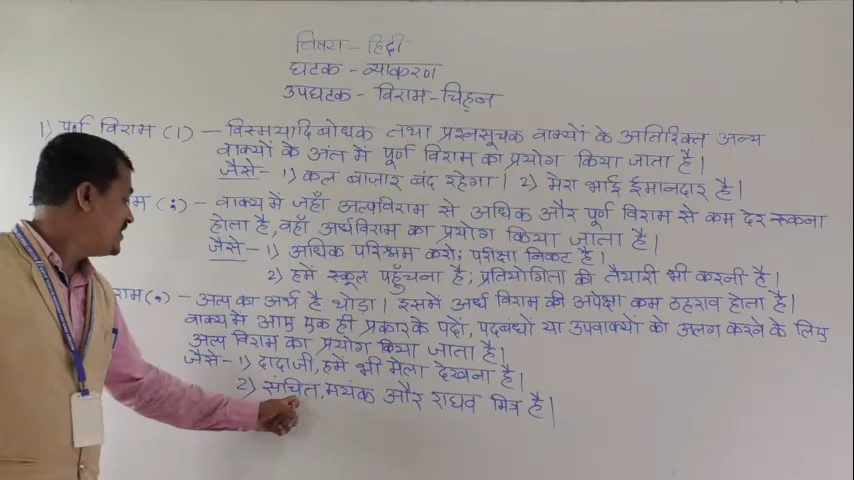 विषय - हिंदी
घटक - व्याकरण
उपघटक - विराम - चिह्न
1) पूर्ण विराम (।) - विस्मयादिबोधक तथा प्रश्नसूचक वाक्यों के अतिरिक्त अन्य
वाक्यों के अंत में पूर्ण विराम का प्रयोग किया जाता है।
जैसे - 1) कल बाज़ार बंद रहेगा। 2) मेरा भाई ईमानदार है।
म (;) - वाक्य में जहाँ अल्पविराम से अधिक और पूर्ण विराम से कम देर रुकना
होता है, वहाँ अर्धविराम का प्रयोग किया जाता है।
जैसे - 1) अधिक परिश्रम करो; परीक्षा निकट है।
2) हमें स्कूल पहुँचना है; प्रतियोगिता की तैयारी भी करनी है।
राम (,) - अल्प का अर्थ है थोड़ा। इसमें अर्ध विराम की अपेक्षा कम ठहराव होता है।
वाक्य में आए एक ही प्रकार के पदों, पदबंधों या उपवाक्यों को अलग करने के लिए
अल्प विराम का प्रयोग किया जाता है।
जैसे - 1) दादाजी, हमें भी मेला देखना है।
2) संचित, मयंक और राघव मित्र है।